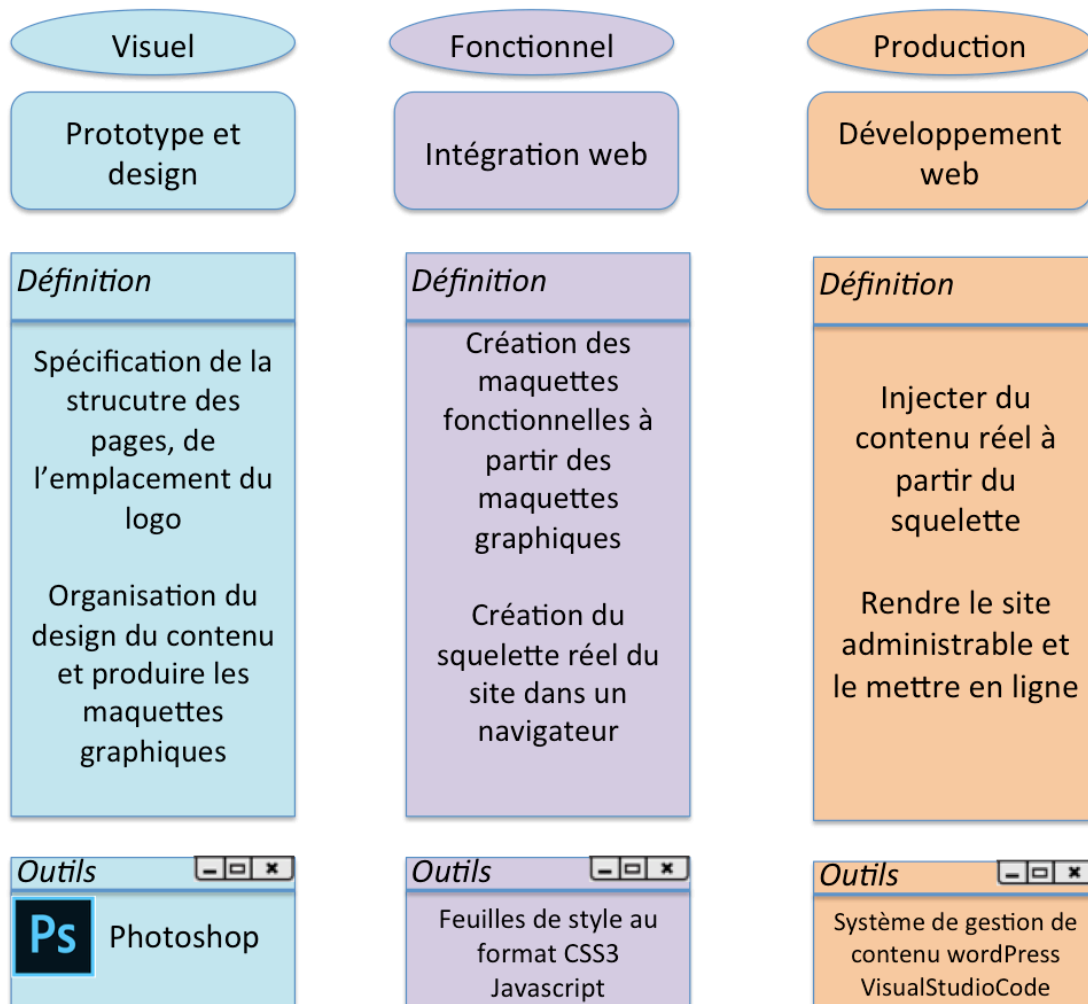 Visuel
Prototype et
design
Définition
Spécification de la
strucutre des
pages, de
l'emplacement du
logo
Organisation du
design du contenu
et produire les
maquettes
graphiques
Outils
Ps
Photoshop
Fonctionnel
Intégration web
Définition
Création des
maquettes
fonctionnelles à
partir des
maquettes
graphiques
Création du
squelette réel du
site dans un
navigateur
Outils
Feuilles de style au
format CSS3
Javascript
Production
Développement
web
Définition
Injecter du
contenu réel à
partir du
squelette
Rendre le site
administrable et
le mettre en ligne
Outils
Système de gestion de
contenu wordPress
VisualStudioCode